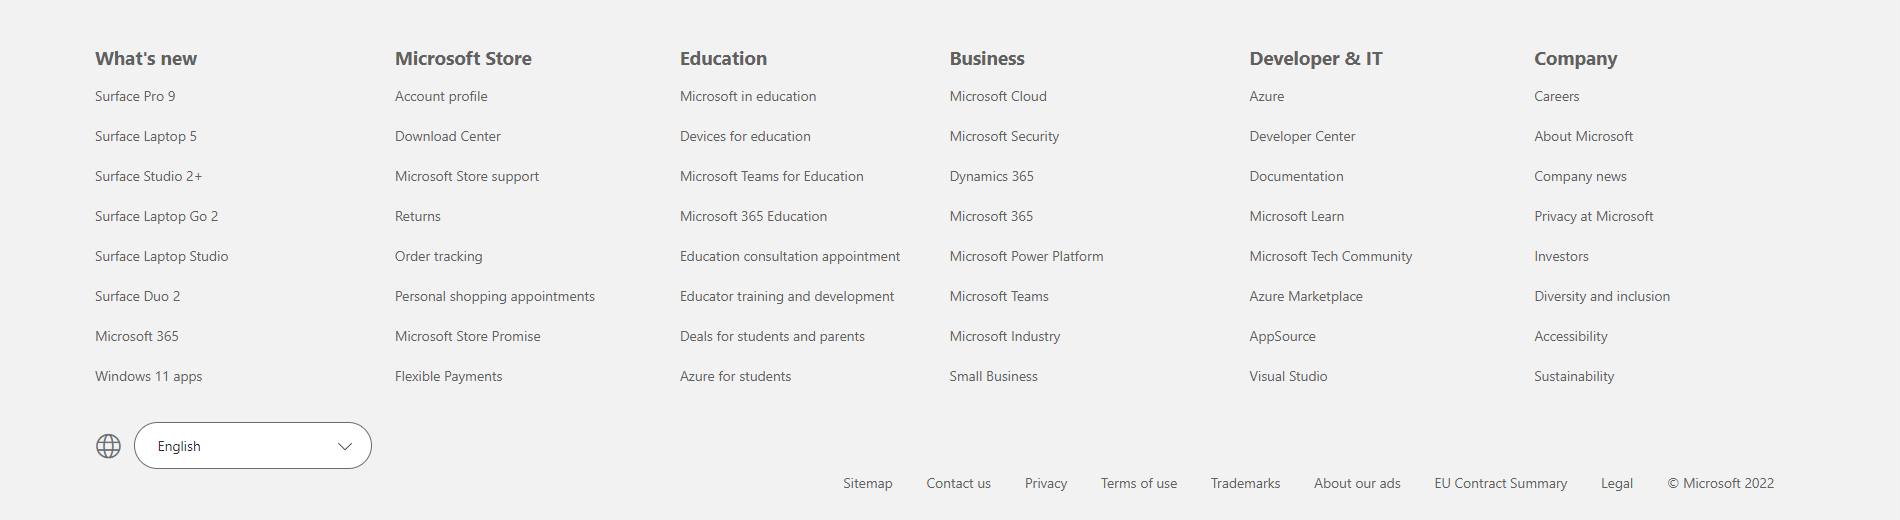 What's new
Surface Pro 9
Surface Laptop 5
Surface Studio 2+
Surface Laptop Go 2
Surface Laptop Studio
Surface Duo 2
Microsoft 365
Windows 11 apps
Microsoft Store
Account profile
Download Center
Microsoft Store support
Returns
Order tracking
Personal shopping appointments
Microsoft Store Promise
Flexible Payments
Education
Microsoft in education
Devices for education
Microsoft Teams for Education
Microsoft 365 Education
Education consultation appointment
Educator training and development
Deals for students and parents
Azure for students
Business
Microsoft Cloud
Microsoft Security
Dynamics 365
Microsoft 365
Microsoft Power Platform
Microsoft Teams
Microsoft Industry
Small Business
Developer & IT
Azure
Developer Center
Documentation
Microsoft Learn
Microsoft Tech Community
Azure Marketplace
AppSource
Visual Studio
Company
Careers
About Microsoft
Company news
Privacy at Microsoft
Investors
Diversity and inclusion
Accessibility
Sustainability
English
Sitemap Contact us Privacy Terms of use Trademarks About our ads EU Contract Summary Legal © Microsoft 2022